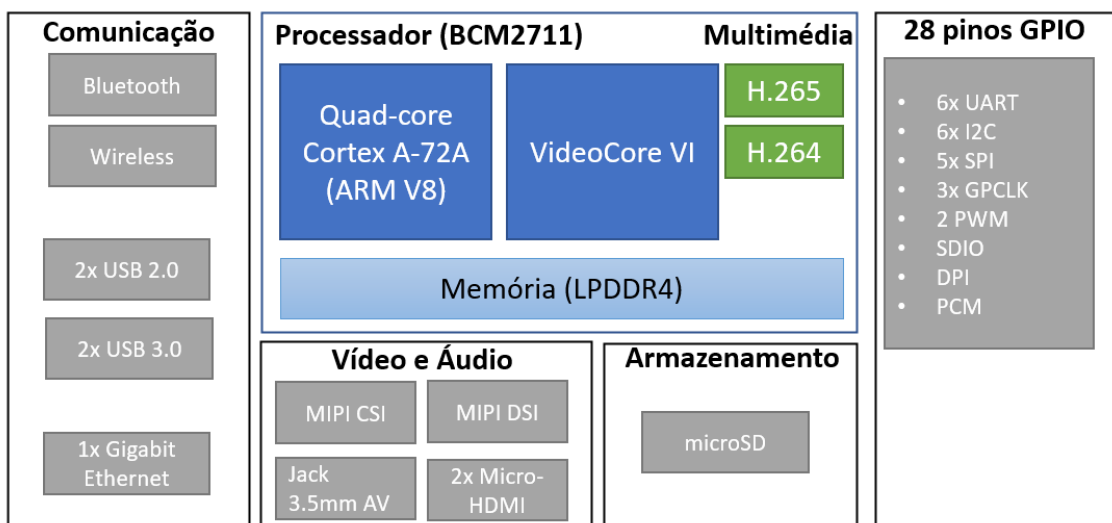 Comunicação
Bluetooth
Wireless
2x USB 2.0
2x USB 3.0
1x Gigabit
Ethernet
Processador (BCM2711)
Multimédia
Quad-core
Cortex A-72A
(ARM V8)
VideoCore VI
H.265
H.264
Memória (LPDDR4)
Vídeo e Áudio
MIPI CSI
MIPI DSI
Jack
3.5mm AV
2x Micro-
HDMI
Armazenamento
microSD
28 pinos GPIO
• 6x UART
• 6x I2C
• 5x SPI
• 3x GPCLK
• 2 PWM
• SDIO
• DPI
• PCM